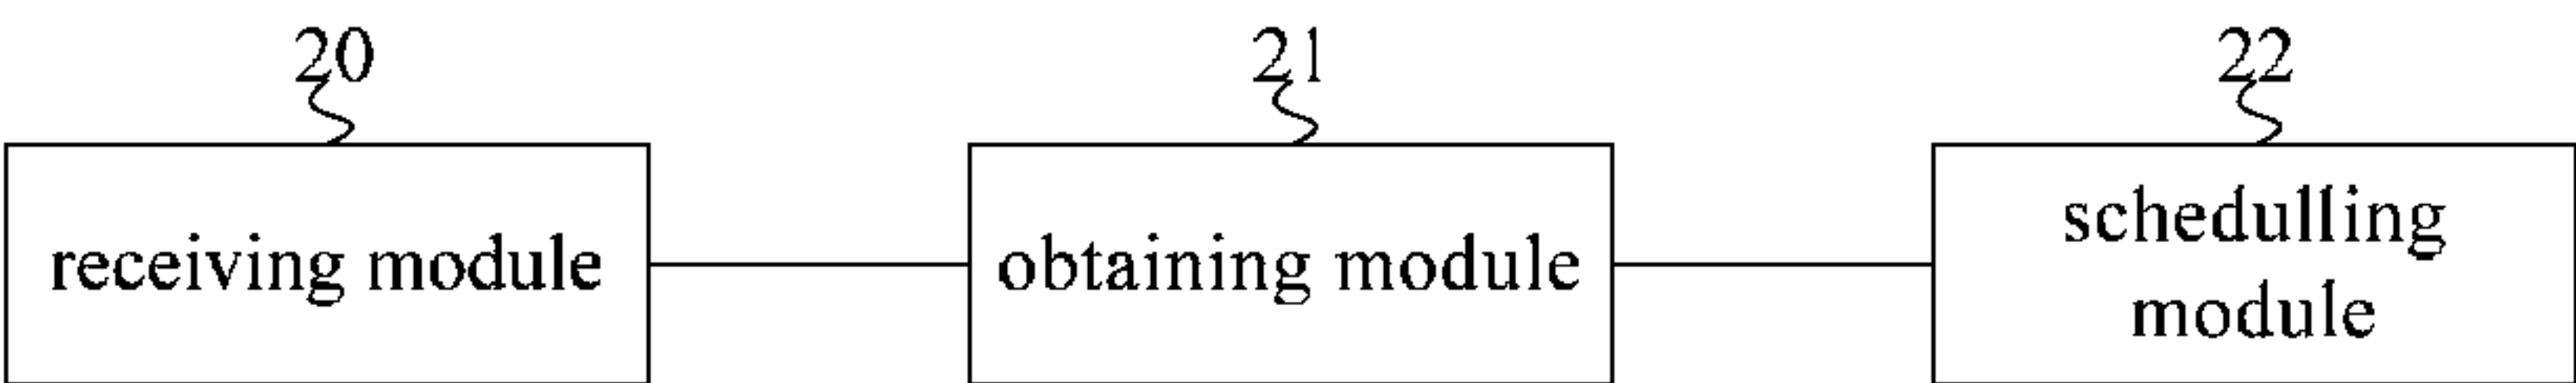 20
21
22
receiving module
obtaining module
schedulling
module